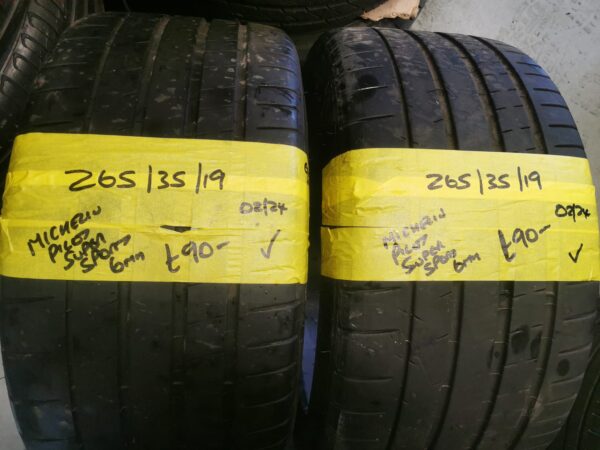 265/35/19
MICHELIN
PILOT
SUPER
SPORT
6mm
£90-
02/24
✓
265/35/19
MICHELIN
PILOT
SUPER
SPORT
6mm
£90-
02/24
✓